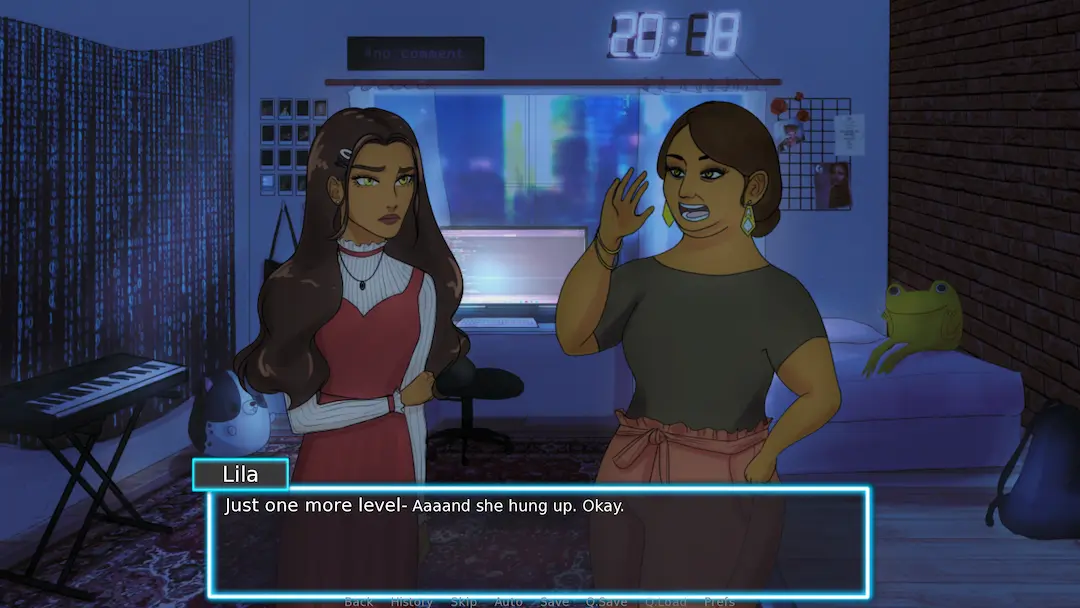 #no comment
20:18
Lila
Just one more level- Aaaand she hung up. Okay.
Back History Skip Auto Save Q.Save Q.Load Prefs